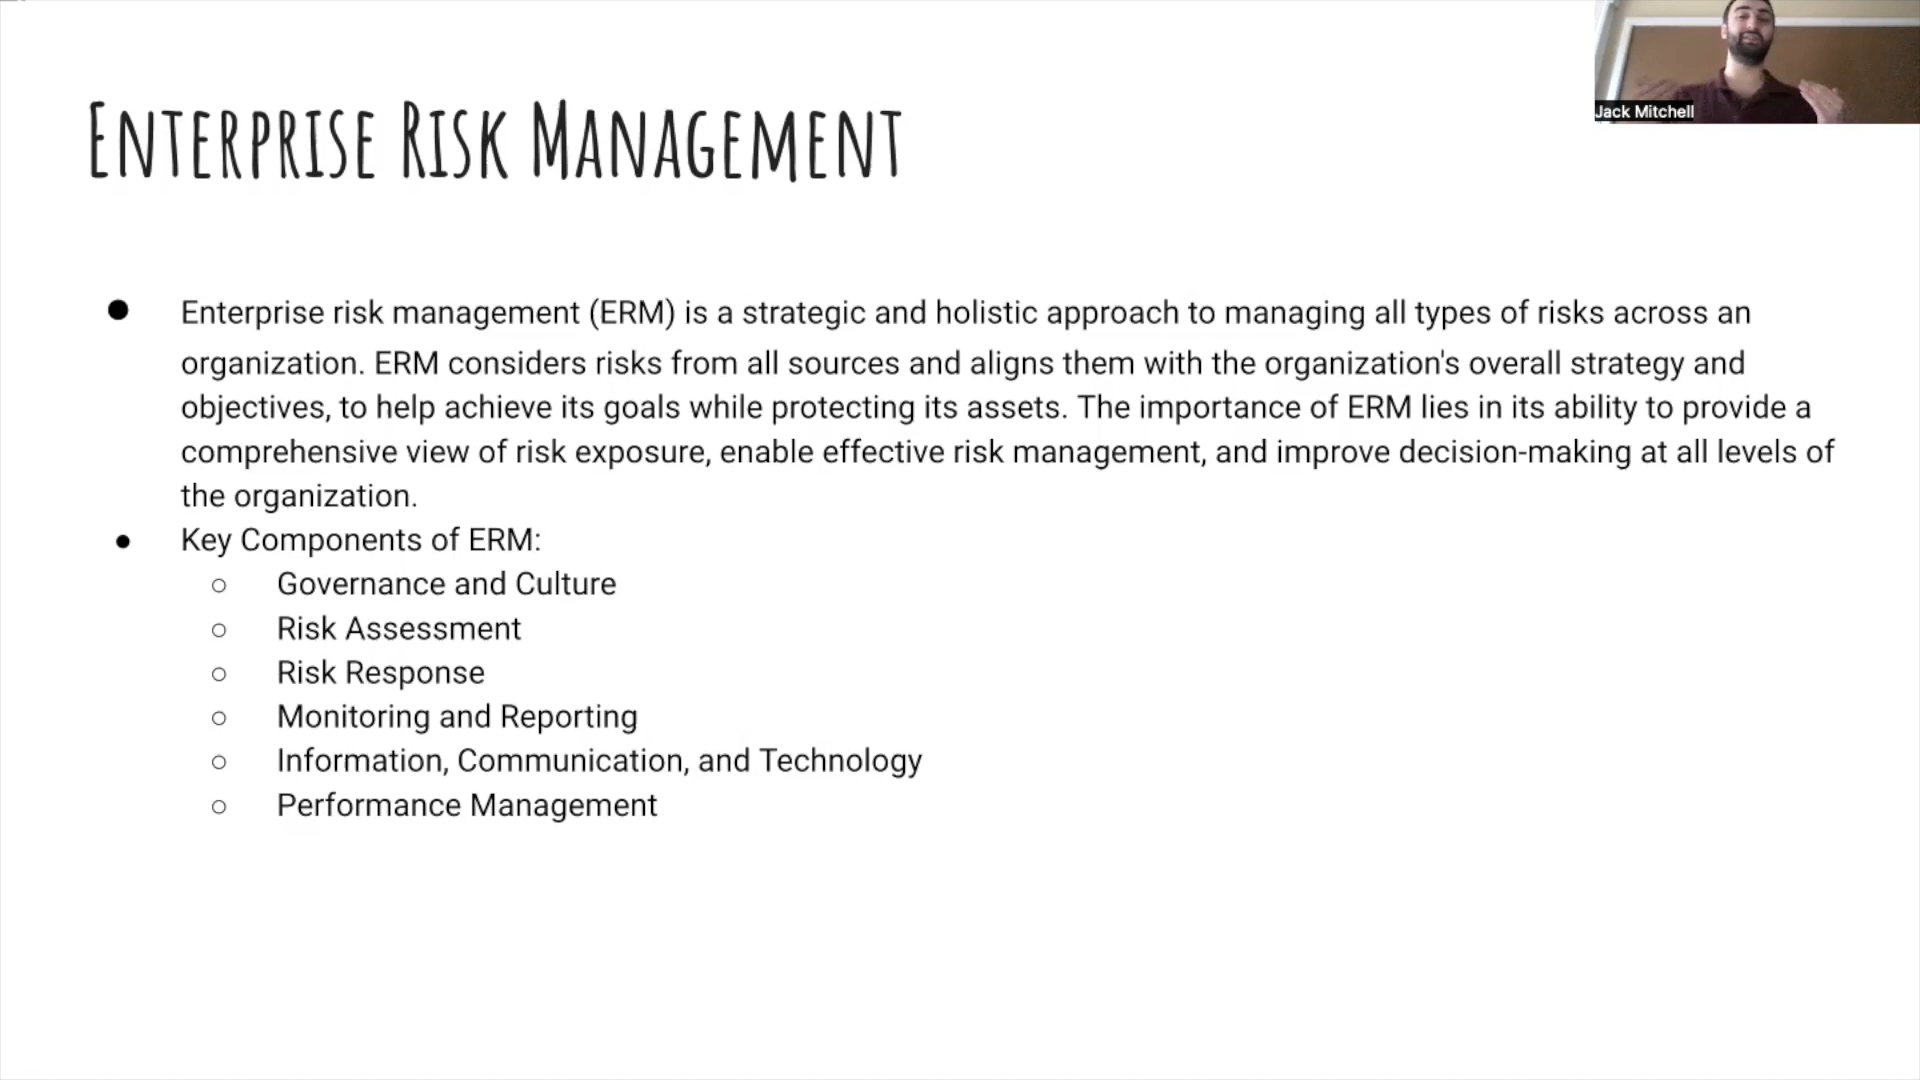 Jack Mitchell
Enterprise Risk Management
● Enterprise risk management (ERM) is a strategic and holistic approach to managing all types of risks across an
organization. ERM considers risks from all sources and aligns them with the organization's overall strategy and
objectives, to help achieve its goals while protecting its assets. The importance of ERM lies in its ability to provide a
comprehensive view of risk exposure, enable effective risk management, and improve decision-making at all levels of
the organization.
● Key Components of ERM:
○ Governance and Culture
○ Risk Assessment
○ Risk Response
○ Monitoring and Reporting
○ Information, Communication, and Technology
○ Performance Management